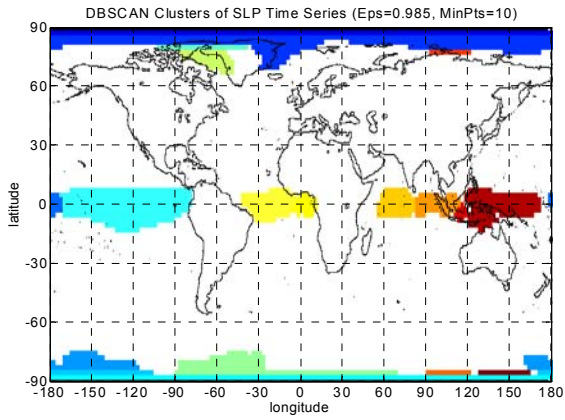 DBSCAN Clusters of SLP Time Series (Eps=0.985, MinPts=10)
90
60
30
0
-30
-60
-90
latitude
-180 -150 -120 -90 -60 -30 0 30 60 90 120 150 180
longitude